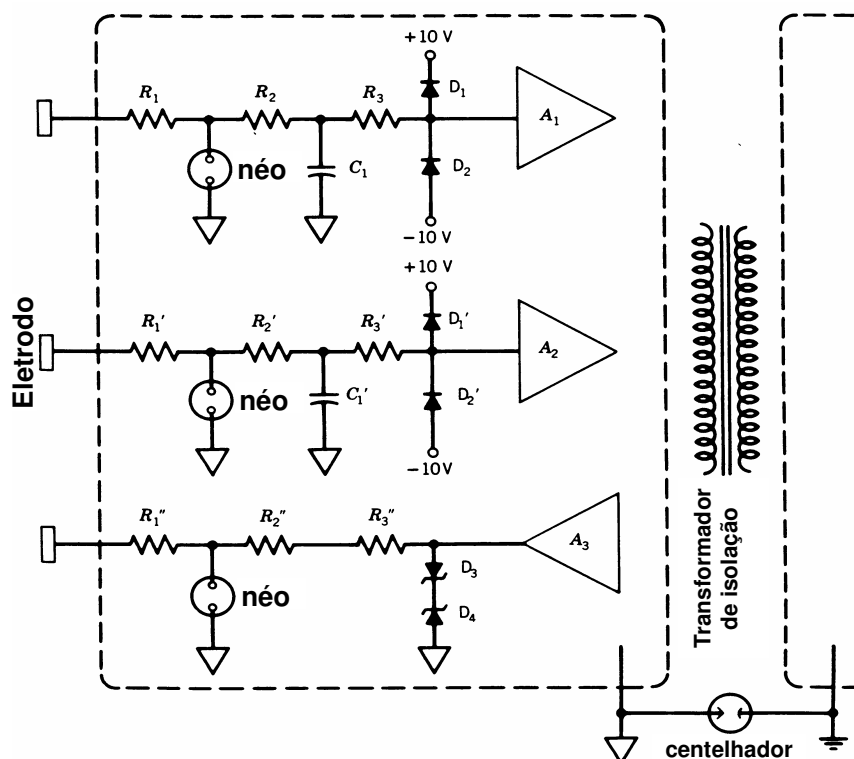 +10 V
R1 R2 R3 D1
A1
néo C1 D2
−10 V
+10 V
Eletrodo
R1' R2' R3' D1'
A2
néo C1' D2'
−10 V
R1" R2" R3"
A3
D3
néo
D4
Transformador
de isolação
centelhador